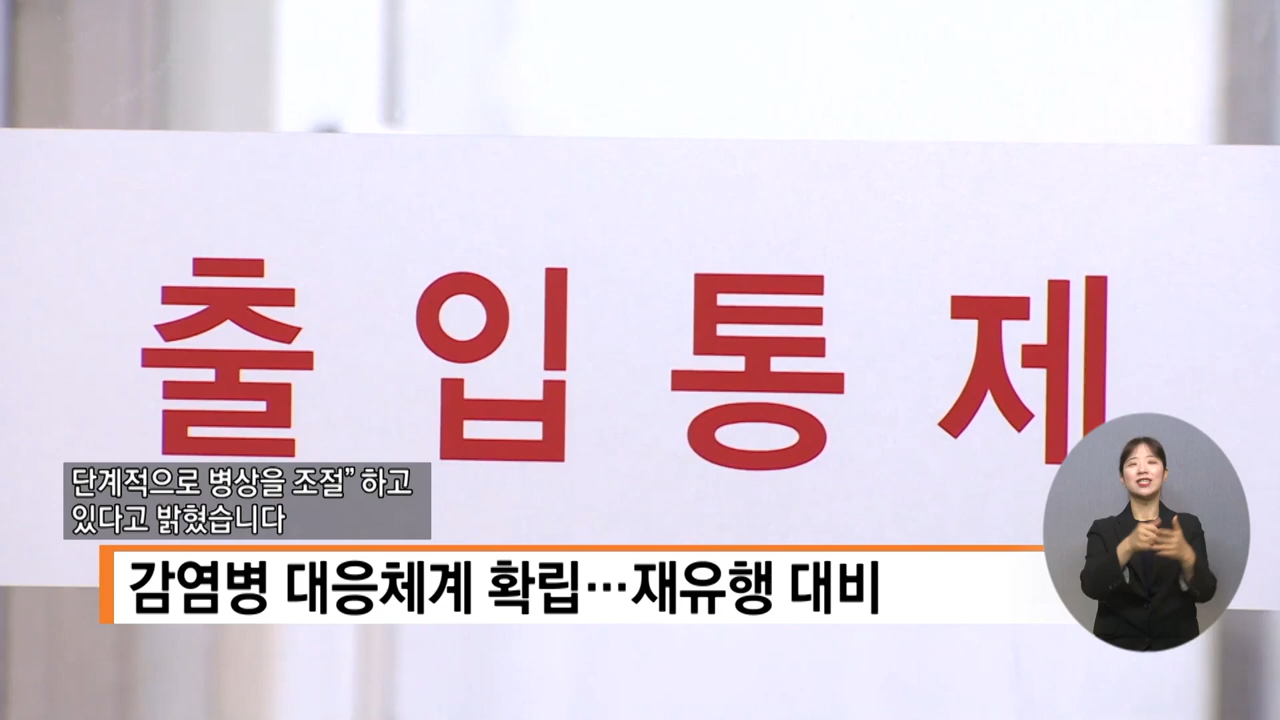 출입통제
단계적으로 병상을 조절” 하고
있다고 밝혔습니다
감염병 대응체계 확립…재유행 대비